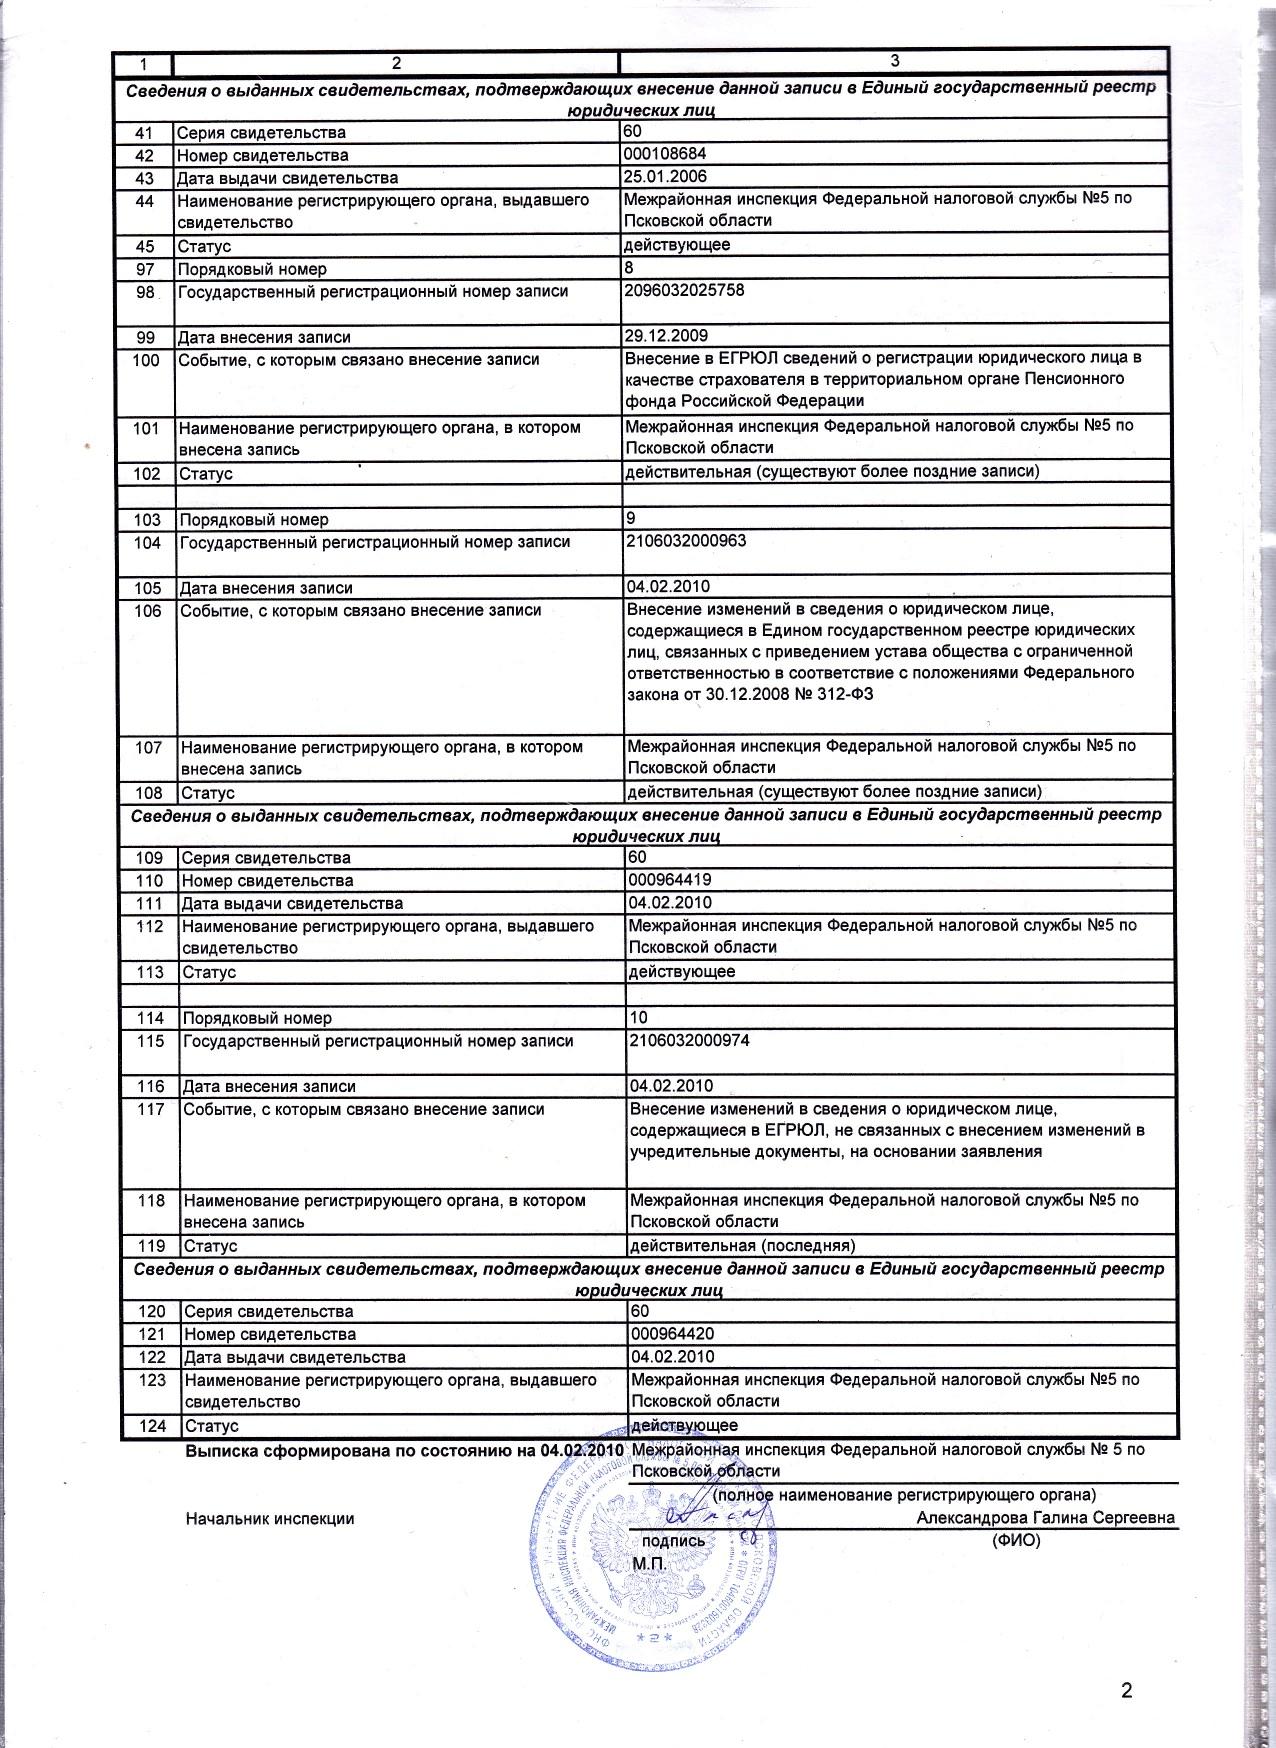 1 2 3
Сведения о выданных свидетельствах, подтверждающих внесение данной записи в Единый государственный реестр
юридических лиц
41 Серия свидетельства 60
42 Номер свидетельства 000108684
43 Дата выдачи свидетельства 25.01.2006
44 Наименование регистрирующего органа, выдавшего Межрайонная инспекция Федеральной налоговой службы №5 по
свидетельство Псковской области
45 Статус действующее
97 Порядковый номер 8
98 Государственный регистрационный номер записи 2096032025758
99 Дата внесения записи 29.12.2009
100 Событие, с которым связано внесение записи Внесение в ЕГРЮЛ сведений о регистрации юридического лица в
качестве страхователя в территориальном органе Пенсионного
фонда Российской Федерации
101 Наименование регистрирующего органа, в котором Межрайонная инспекция Федеральной налоговой службы №5 по
внесена запись Псковской области
102 Статус действительная (существуют более поздние записи)
103 Порядковый номер 9
104 Государственный регистрационный номер записи 2106032000963
105 Дата внесения записи 04.02.2010
106 Событие, с которым связано внесение записи Внесение изменений в сведения о юридическом лице,
содержащиеся в Едином государственном реестре юридических
лиц, связанных с приведением устава общества с ограниченной
ответственностью в соответствие с положениями Федерального
закона от 30.12.2008 № 312-ФЗ
107 Наименование регистрирующего органа, в котором Межрайонная инспекция Федеральной налоговой службы №5 по
внесена запись Псковской области
108 Статус действительная (существуют более поздние записи)
Сведения о выданных свидетельствах, подтверждающих внесение данной записи в Единый государственный реестр
юридических лиц
109 Серия свидетельства 60
110 Номер свидетельства 000964419
111 Дата выдачи свидетельства 04.02.2010
112 Наименование регистрирующего органа, выдавшего Межрайонная инспекция Федеральной налоговой службы №5 по
свидетельство Псковской области
113 Статус действующее
114 Порядковый номер 10
115 Государственный регистрационный номер записи 2106032000974
116 Дата внесения записи 04.02.2010
117 Событие, с которым связано внесение записи Внесение изменений в сведения о юридическом лице,
содержащиеся в ЕГРЮЛ, не связанных с внесением изменений в
учредительные документы, на основании заявления
118 Наименование регистрирующего органа, в котором Межрайонная инспекция Федеральной налоговой службы №5 по
внесена запись Псковской области
119 Статус действительная (последняя)
Сведения о выданных свидетельствах, подтверждающих внесение данной записи в Единый государственный реестр
юридических лиц
120 Серия свидетельства 60
121 Номер свидетельства 000964420
122 Дата выдачи свидетельства 04.02.2010
123 Наименование регистрирующего органа, выдавшего Межрайонная инспекция Федеральной налоговой службы №5 по
свидетельство Псковской области
124 Статус действующее
Выписка сформирована по состоянию на 04.02.2010 Межрайонная инспекция Федеральной налоговой службы № 5 по
Псковской области
(полное наименование регистрирующего органа)
Начальник инспекции Александрова Галина Сергеевна
подпись (ФИО)
М.П.
*2*
2